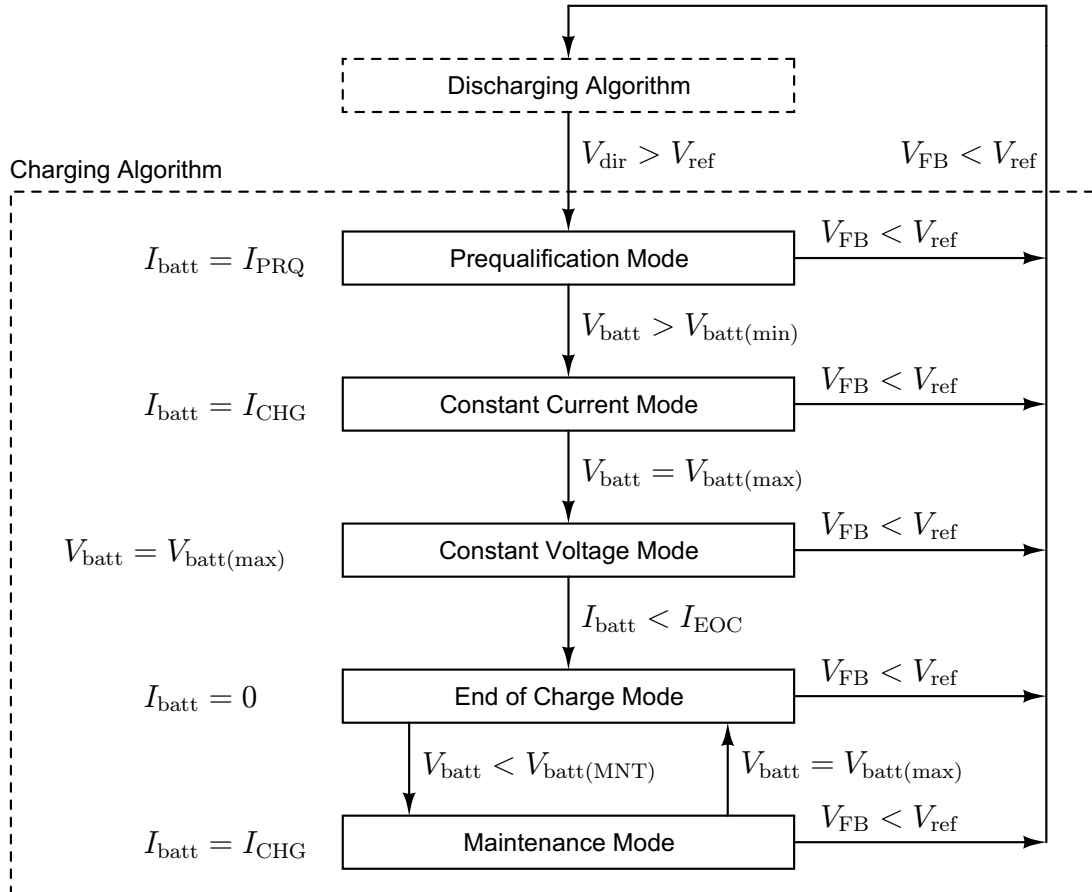 Discharging Algorithm
V_dir > V_ref
V_FB < V_ref
Charging Algorithm
I_batt = I_PRQ
Prequalification Mode
V_FB < V_ref
V_batt > V_batt(min)
I_batt = I_CHG
Constant Current Mode
V_FB < V_ref
V_batt = V_batt(max)
V_batt = V_batt(max)
Constant Voltage Mode
V_FB < V_ref
I_batt < I_EOC
I_batt = 0
End of Charge Mode
V_FB < V_ref
V_batt < V_batt(MNT)
V_batt = V_batt(max)
I_batt = I_CHG
Maintenance Mode
V_FB < V_ref